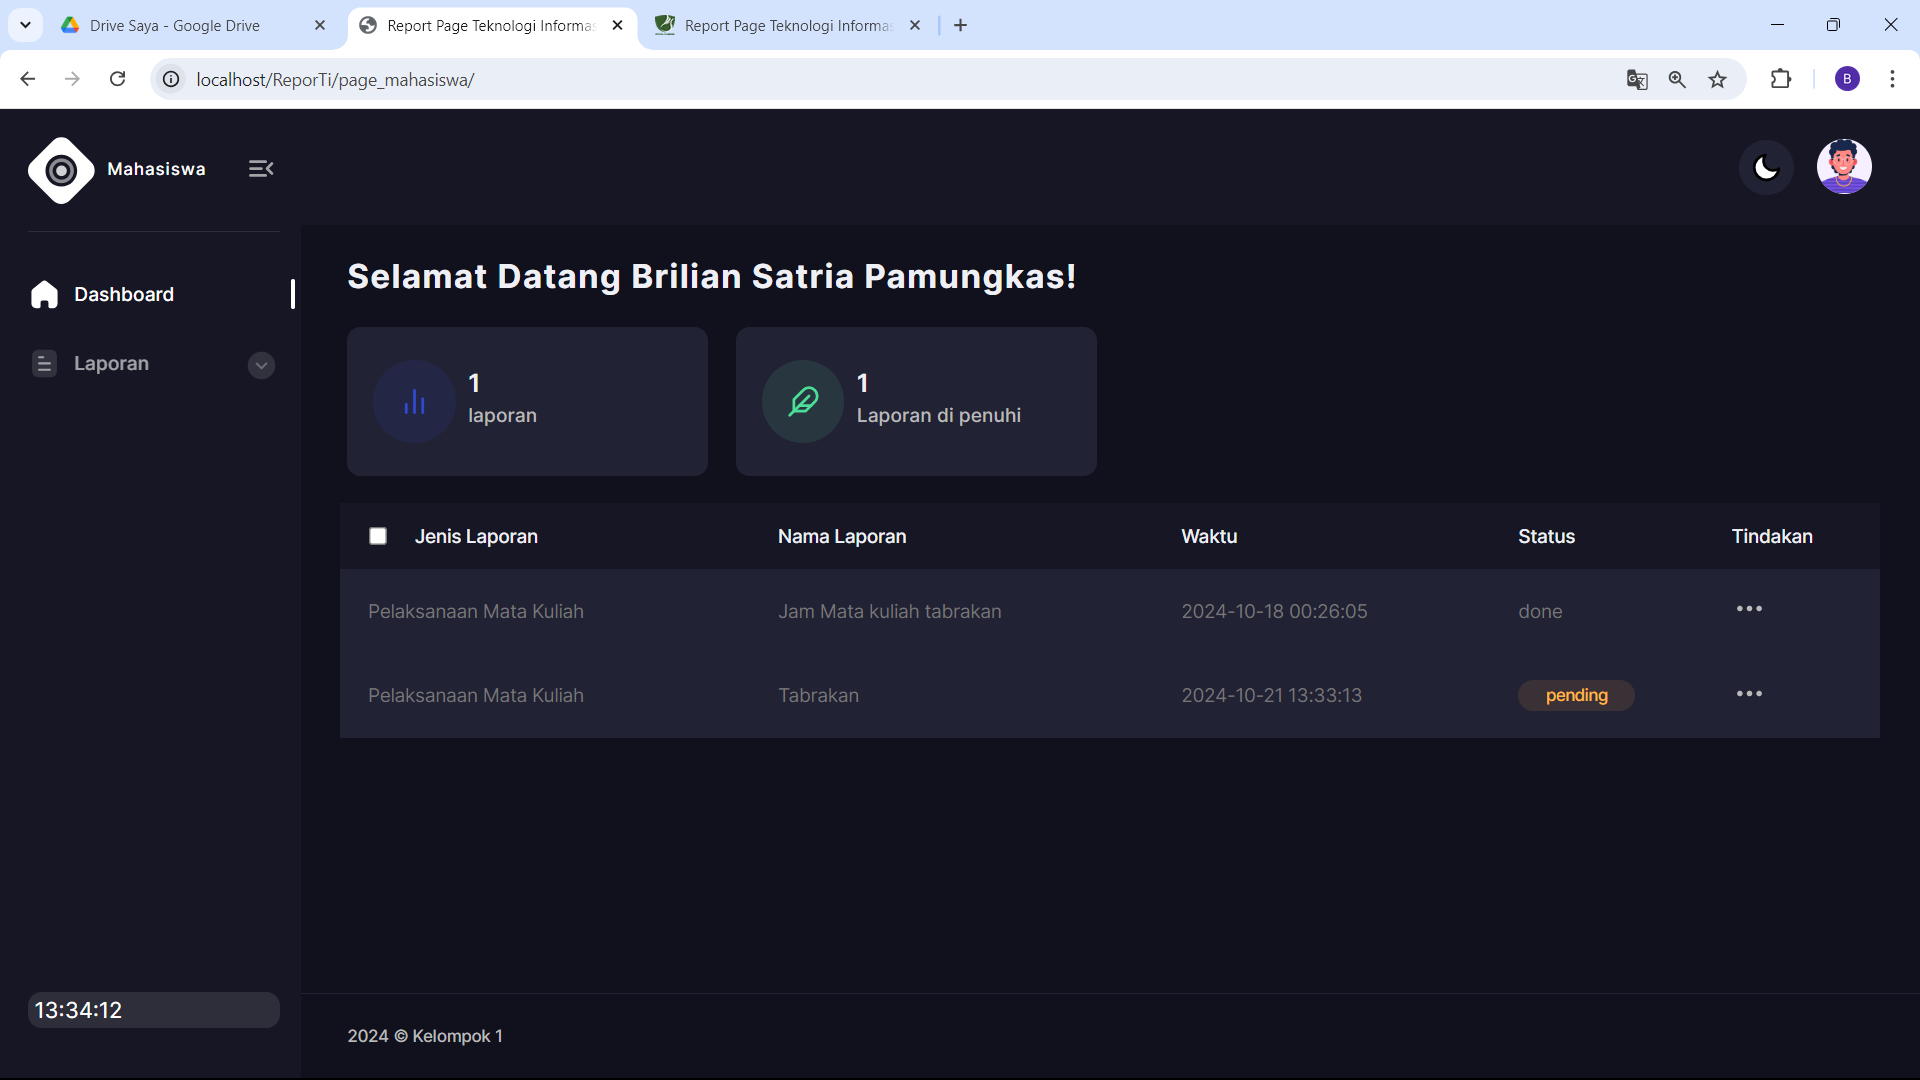 Drive Saya - Google Drive
Report Page Teknologi Informas
Report Page Teknologi Informas
localhost/ReporTi/page_mahasiswa/
B
Mahasiswa
Dashboard
Laporan
Selamat Datang Brilian Satria Pamungkas!
1
laporan
1
Laporan di penuhi
Jenis Laporan Nama Laporan Waktu Status Tindakan
Pelaksanaan Mata Kuliah Jam Mata kuliah tabrakan 2024-10-18 00:26:05 done
Pelaksanaan Mata Kuliah Tabrakan 2024-10-21 13:33:13 pending
13:34:12
2024 © Kelompok 1